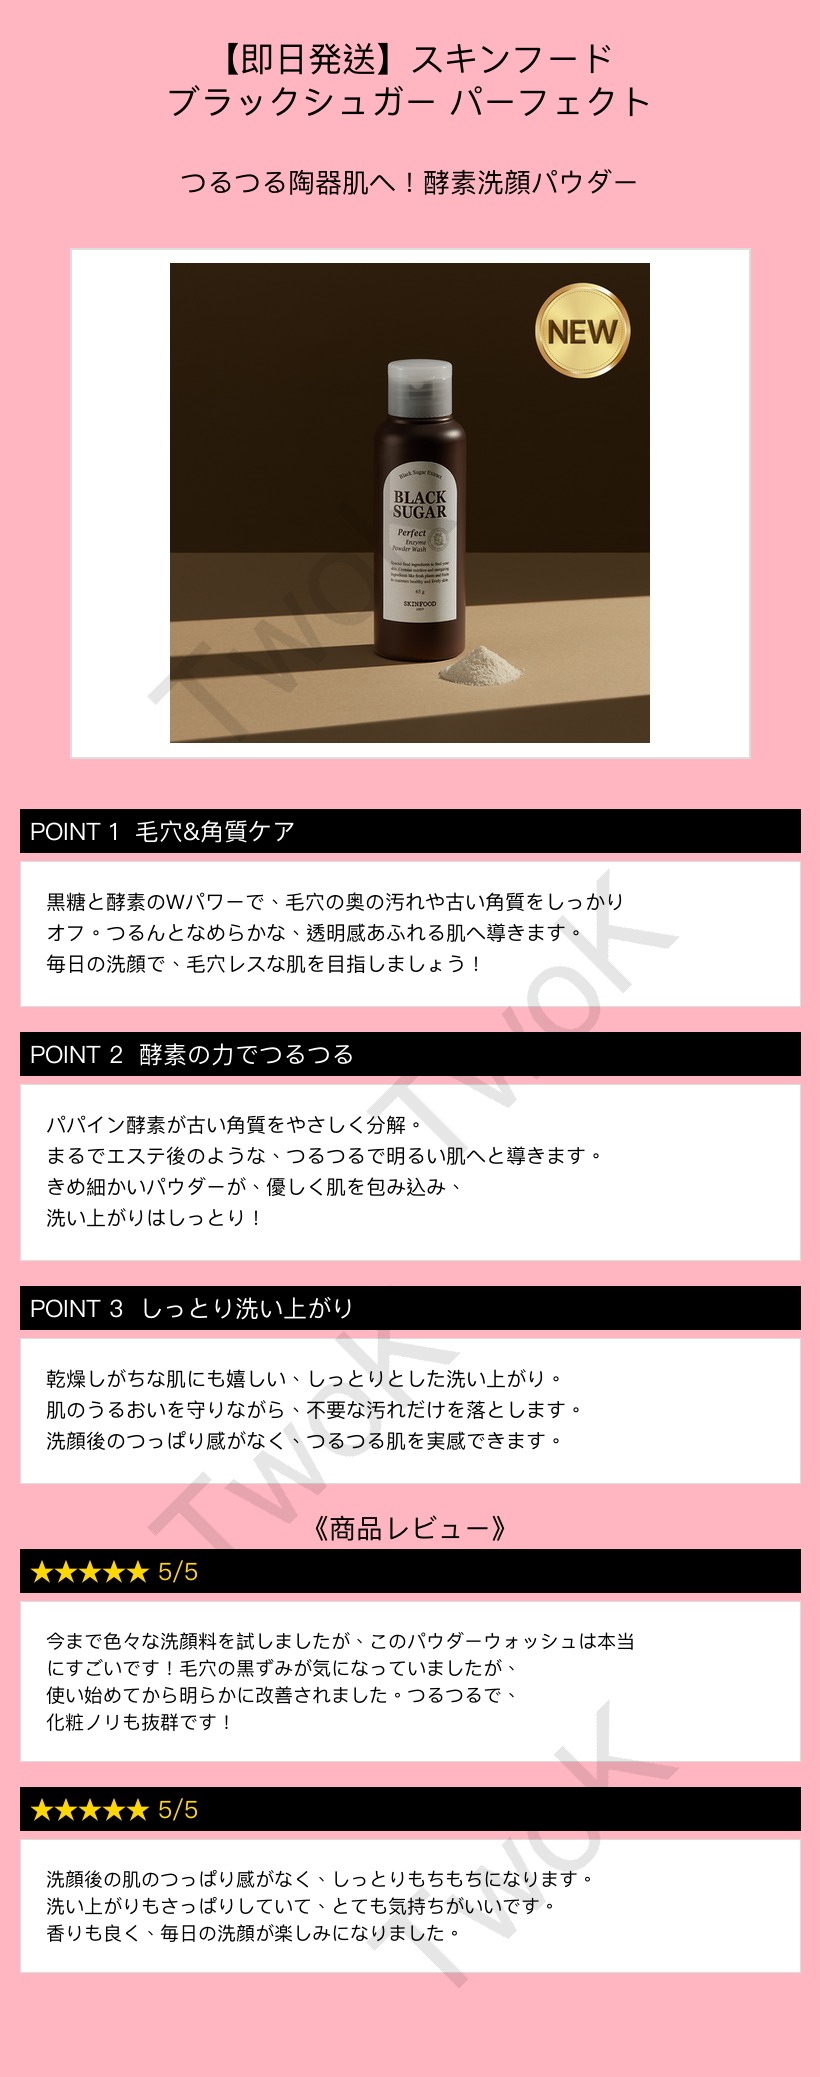 【即日発送】スキンフード
ブラックシュガー パーフェクト
つるつる陶器肌へ！酵素洗顔パウダー
NEW
Black Sugar Extract
BLACK
SUGAR
Perfect
Enzyme
Powder Wash
SKINFOOD
POINT 1 毛穴&角質ケア
黒糖と酵素のWパワーで、毛穴の奥の汚れや古い角質をしっかり
オフ。つるんとなめらかな、透明感あふれる肌へ導きます。
毎日の洗顔で、毛穴レスな肌を目指しましょう！
POINT 2 酵素の力でつるつる
パパイン酵素が古い角質をやさしく分解。
まるでエステ後のような、つるつるで明るい肌へと導きます。
きめ細かいパウダーが、優しく肌を包み込み、
洗い上がりはしっとり！
POINT 3 しっとり洗い上がり
乾燥しがちな肌にも嬉しい、しっとりとした洗い上がり。
肌のうるおいを守りながら、不要な汚れだけを落とします。
洗顔後のつっぱり感がなく、つるつる肌を実感できます。
《商品レビュー》
★★★★★ 5/5
今まで色々な洗顔料を試しましたが、このパウダーウォッシュは本当
にすごいです！毛穴の黒ずみが気になっていましたが、
使い始めてから明らかに改善されました。つるつるで、
化粧ノリも抜群です！
★★★★★ 5/5
洗顔後の肌のつっぱり感がなく、しっとりもちもちになります。
洗い上がりもさっぱりしていて、とても気持ちがいいです。
香りも良く、毎日の洗顔が楽しみになりました。
TwoK
TwoK
TwoK
TwoK